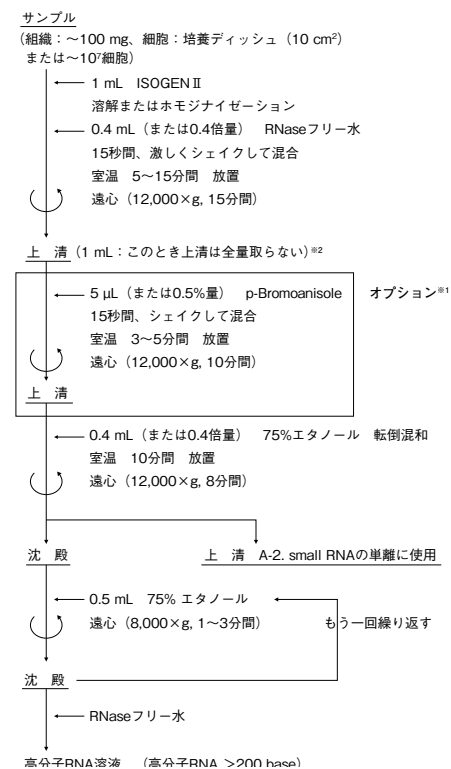 サンプル
(組織:~100 mg、細胞:培養ディッシュ(10 cm²)
または~10⁷細胞)
1 mL ISOGENⅡ
溶解またはホモジナイゼーション
0.4 mL(または0.4倍量) RNaseフリー水
15秒間、激しくシェイクして混合
室温 5~15分間 放置
遠心(12,000×g, 15分間)
上 清(1 mL:このとき上清は全量取らない)※2
5 μL(または0.5%量) p-Bromoanisole オプション※1
15秒間、シェイクして混合
室温 3~5分間 放置
遠心(12,000×g, 10分間)
上 清
0.4 mL(または0.4倍量) 75%エタノール 転倒混和
室温 10分間 放置
遠心(12,000×g, 8分間)
沈 殿 上 清 A-2. small RNAの単離に使用
0.5 mL 75% エタノール
遠心(8,000×g, 1~3分間) もう一回繰り返す
沈 殿
RNaseフリー水
高分子RNA溶液 (高分子RNA >200 base)